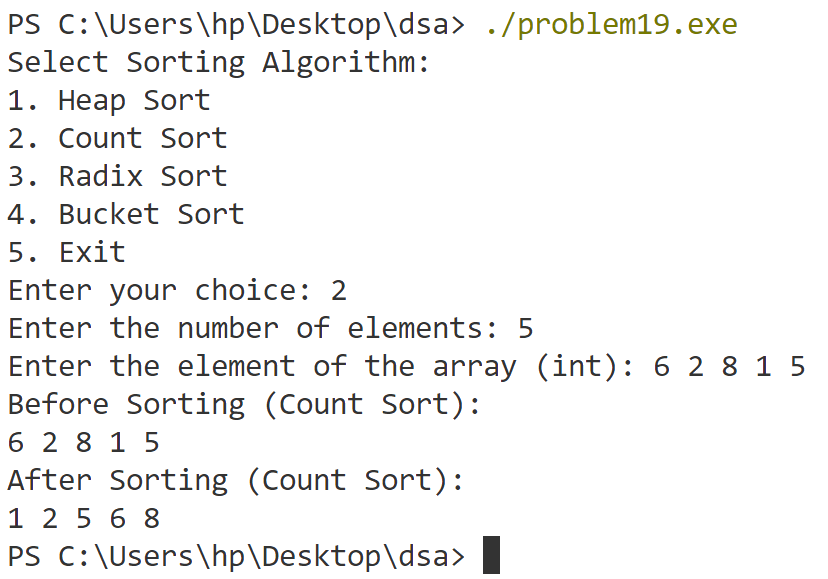 PS C:\Users\hp\Desktop\dsa> ./problem19.exe
Select Sorting Algorithm:
1. Heap Sort
2. Count Sort
3. Radix Sort
4. Bucket Sort
5. Exit
Enter your choice: 2
Enter the number of elements: 5
Enter the element of the array (int): 6 2 8 1 5
Before Sorting (Count Sort):
6 2 8 1 5
After Sorting (Count Sort):
1 2 5 6 8
PS C:\Users\hp\Desktop\dsa>